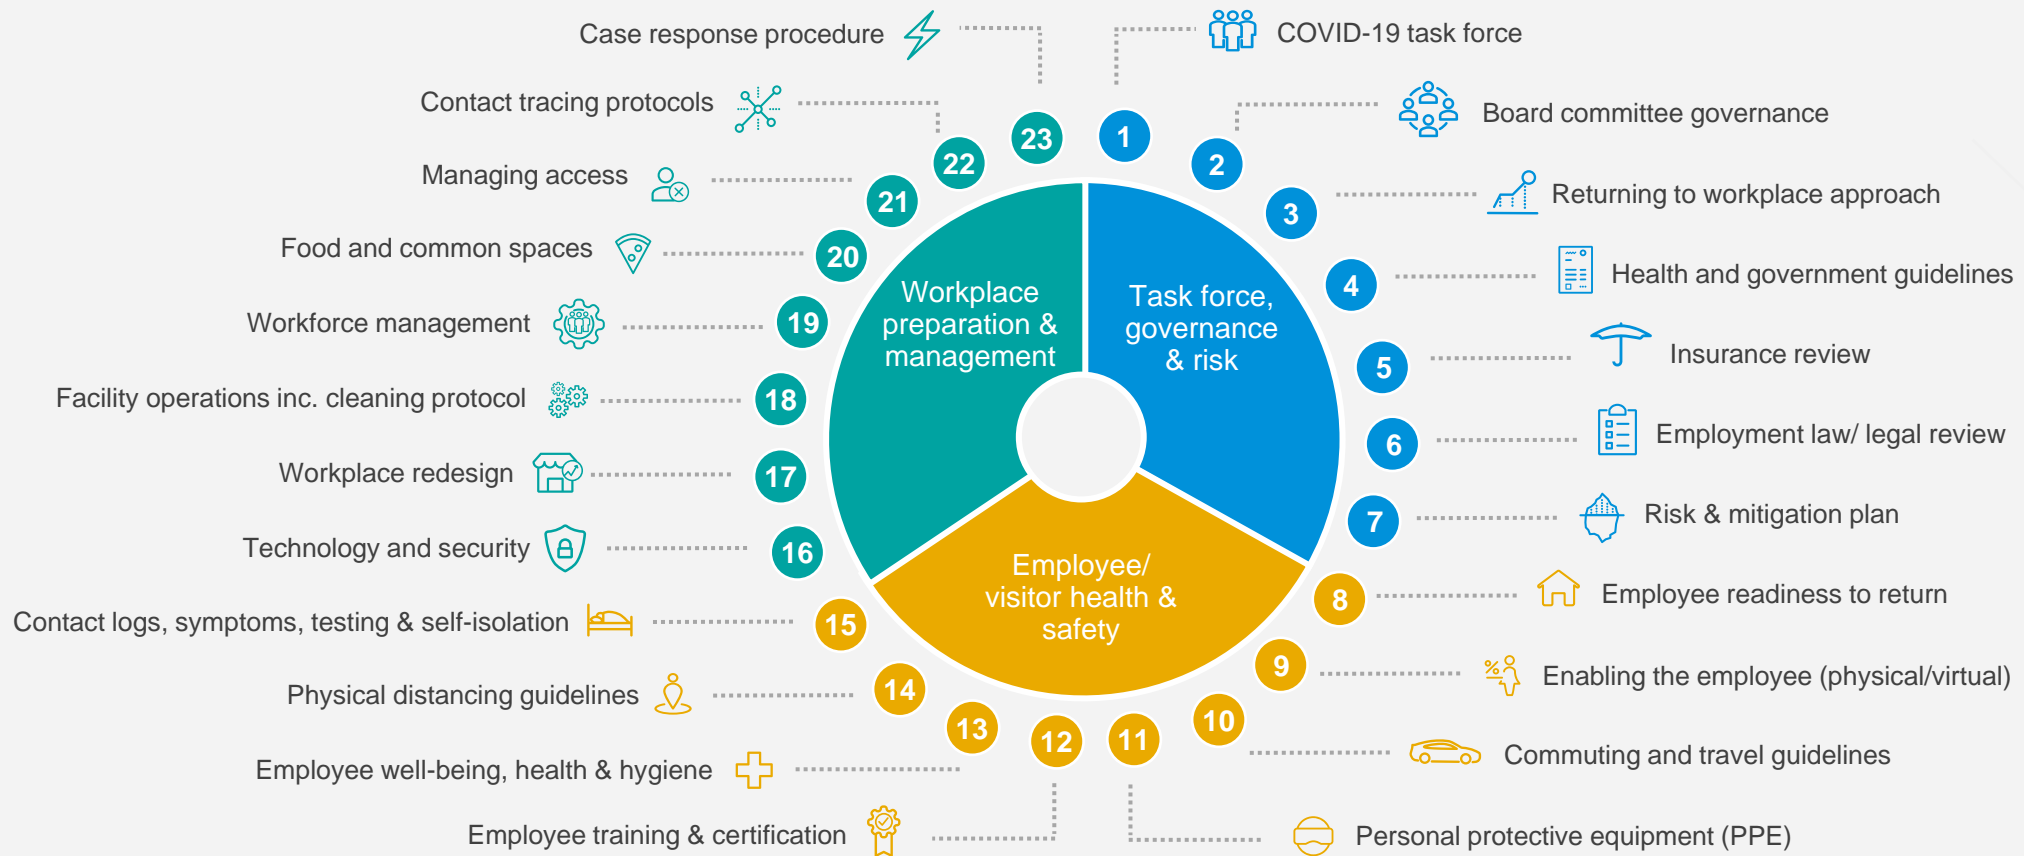 1
COVID-19 task force
2
Board committee governance
3
Returning to workplace approach
4
Health and government guidelines
5
Insurance review
6
Employment law/ legal review
7
Risk & mitigation plan
8
Employee readiness to return
9
Enabling the employee (physical/virtual)
10
Commuting and travel guidelines
11
Personal protective equipment (PPE)
12
Employee training & certification
13
Employee well-being, health & hygiene
14
Physical distancing guidelines
15
Contact logs, symptoms, testing & self-isolation
16
Technology and security
17
Workplace redesign
18
Facility operations inc. cleaning protocol
19
Workforce management
20
Food and common spaces
21
Managing access
22
Contact tracing protocols
23
Case response procedure
Task force,
governance
& risk
Employee/
visitor health &
safety
Workplace
preparation &
management
%